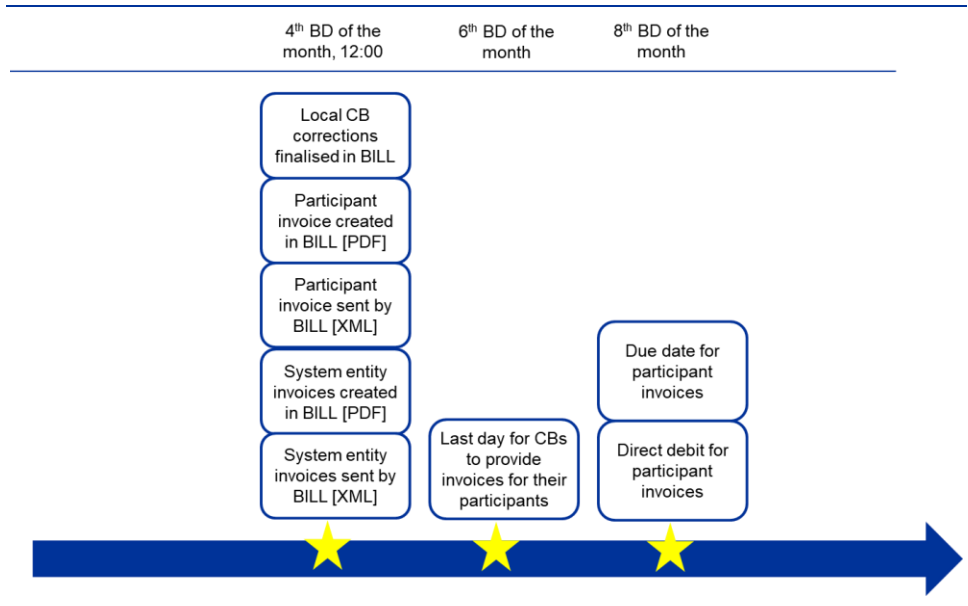 4th BD of the
month, 12:00
6th BD of the
month
8th BD of the
month
Local CB
corrections
finalised in BILL
Participant
invoice created
in BILL [PDF]
Participant
invoice sent by
BILL [XML]
System entity
invoices created
in BILL [PDF]
System entity
invoices sent by
BILL [XML]
Last day for CBs
to provide
invoices for their
participants
Due date for
participant
invoices
Direct debit for
participant
invoices